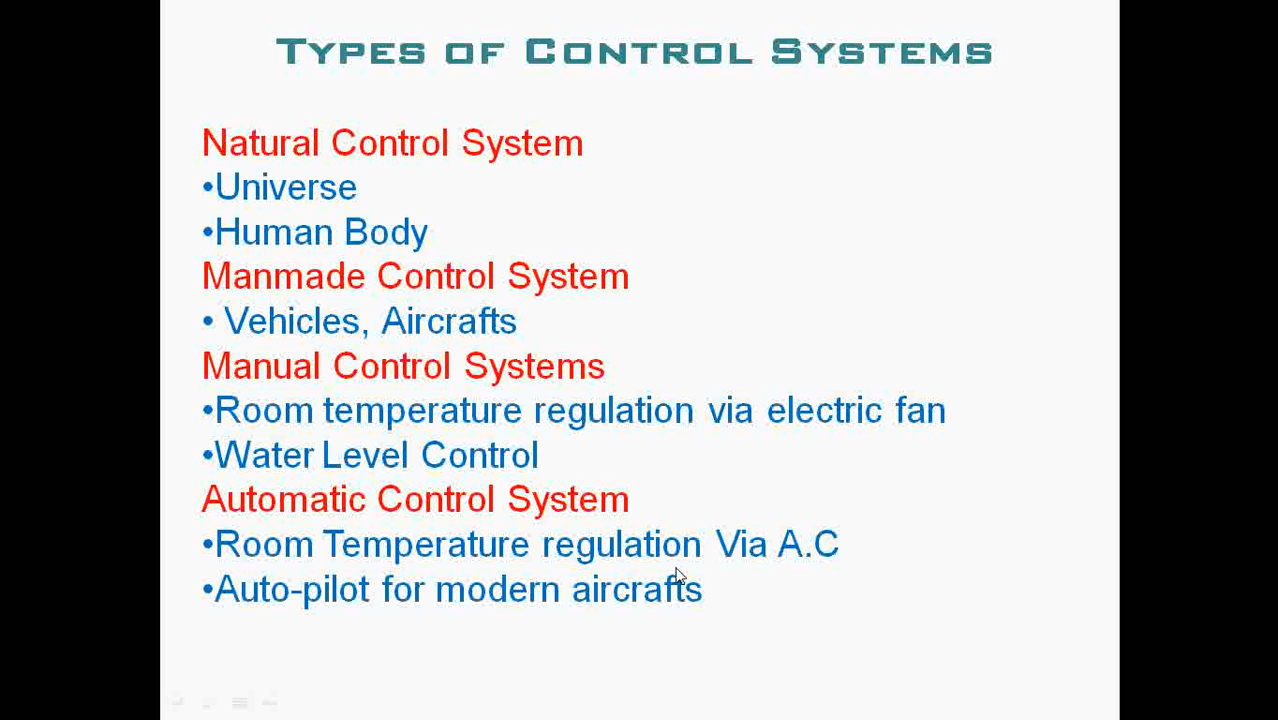 Types of Control Systems
Natural Control System
•Universe
•Human Body
Manmade Control System
• Vehicles, Aircrafts
Manual Control Systems
•Room temperature regulation via electric fan
•Water Level Control
Automatic Control System
•Room Temperature regulation Via A.C
•Auto-pilot for modern aircrafts